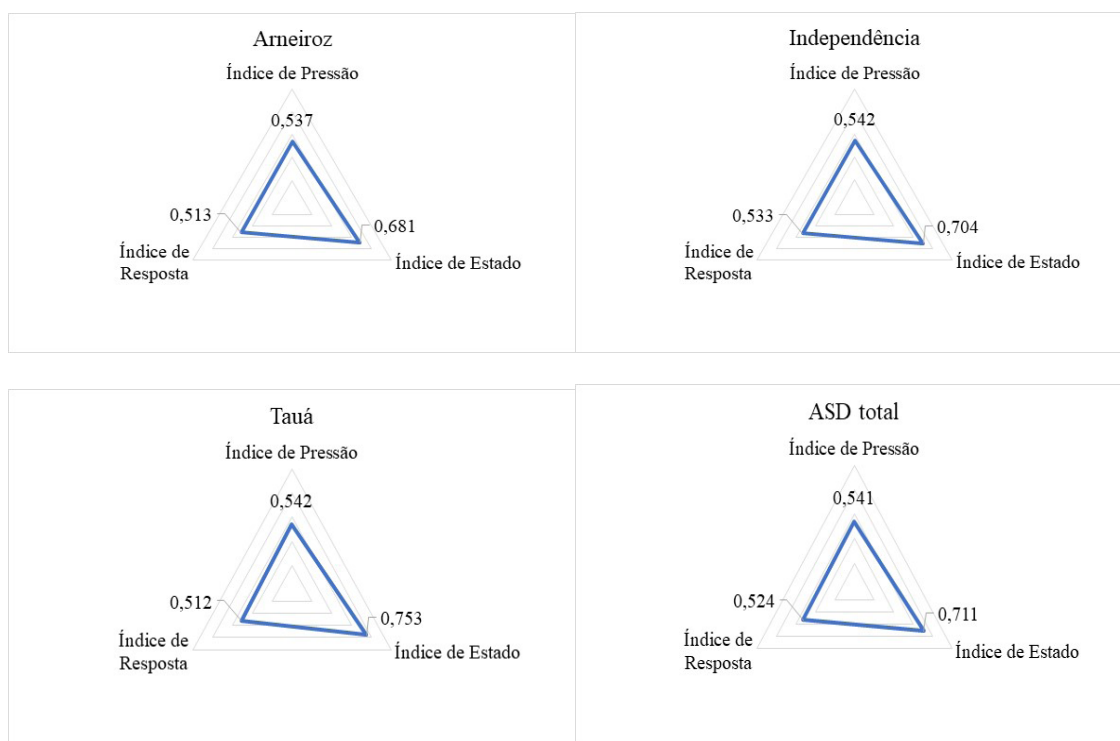 Arneiroz
Índice de Pressão
0,537
0,513
0,681
Índice de
Resposta
Índice de Estado
Independência
Índice de Pressão
0,542
0,533
0,704
Índice de
Resposta
Índice de Estado
Tauá
Índice de Pressão
0,542
0,512
0,753
Índice de
Resposta
Índice de Estado
ASD total
Índice de Pressão
0,541
0,524
0,711
Índice de
Resposta
Índice de Estado